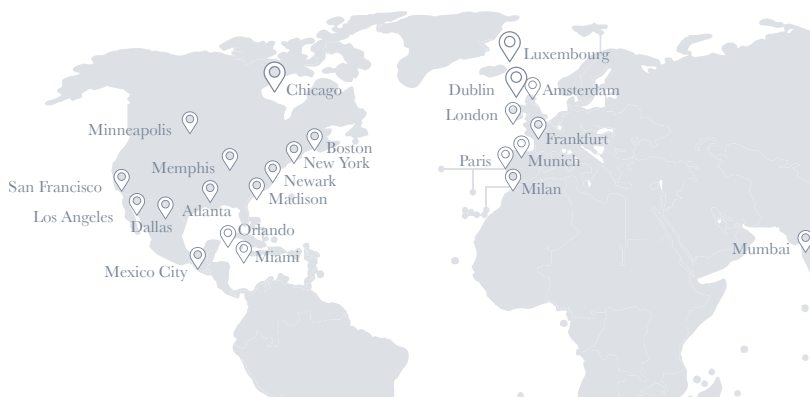 Luxembourg
Chicago
Dublin
Amsterdam
London
Minneapolis
Frankfurt
Boston
New York
Paris
Munich
Memphis
Newark
San Francisco
Milan
Madison
Atlanta
Los Angeles
Dallas
Orlando
Mumbai
Miami
Mexico City